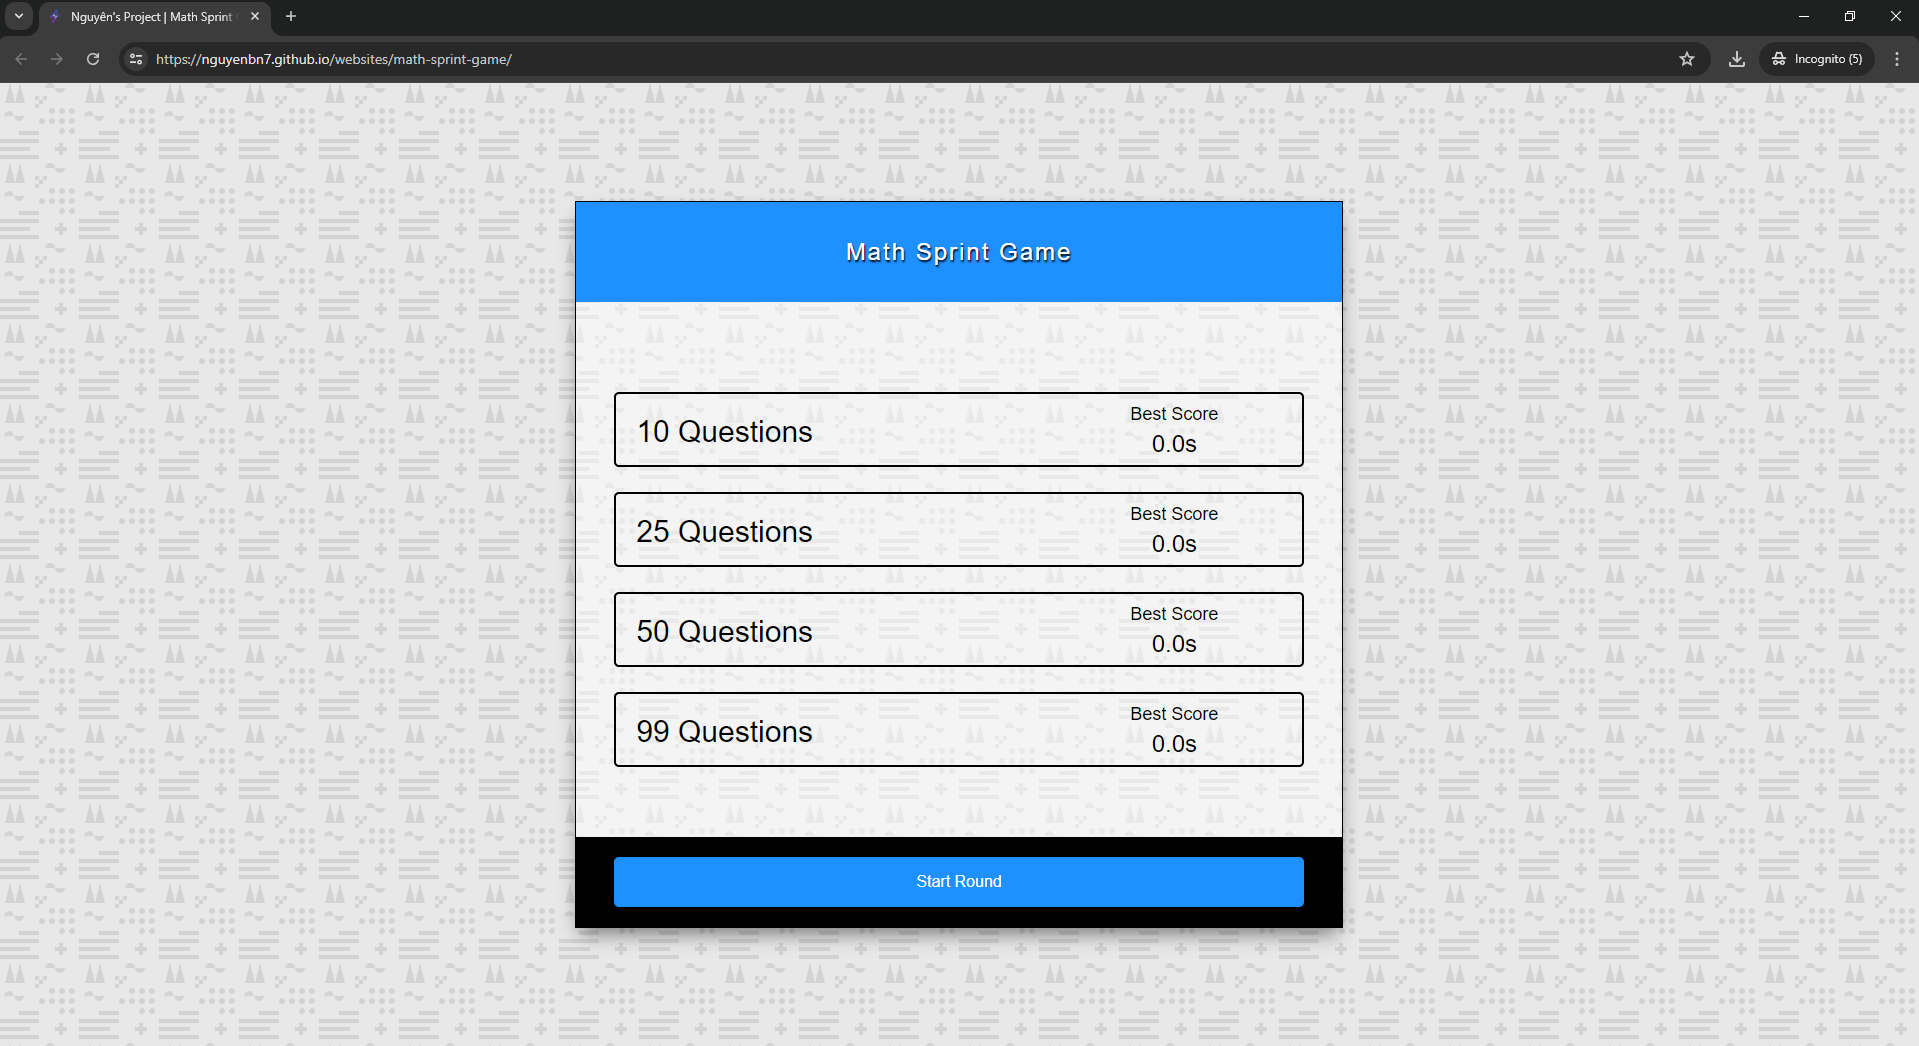 Nguyên's Project | Math Sprint
https://nguyenbn7.github.io/websites/math-sprint-game/
Incognito (5)
Math Sprint Game
10 Questions
Best Score
0.0s
25 Questions
Best Score
0.0s
50 Questions
Best Score
0.0s
99 Questions
Best Score
0.0s
Start Round